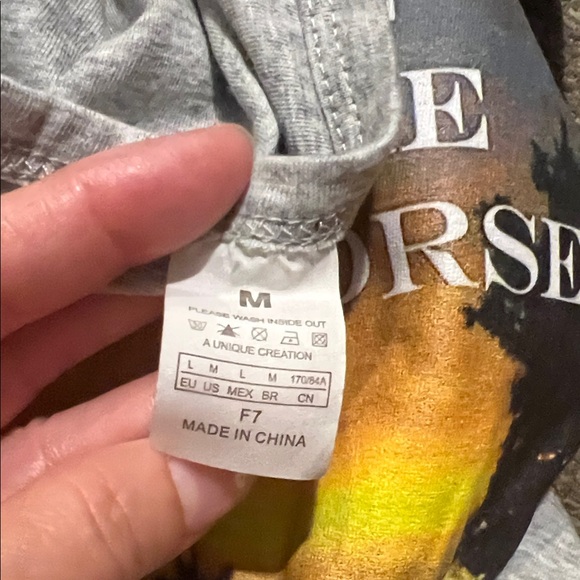 E
ORSE
M
PLEASE WASH INSIDE OUT
A UNIQUE CREATION
L M L M 170/84A
EU US MEX BR CN
F7
MADE IN CHINA